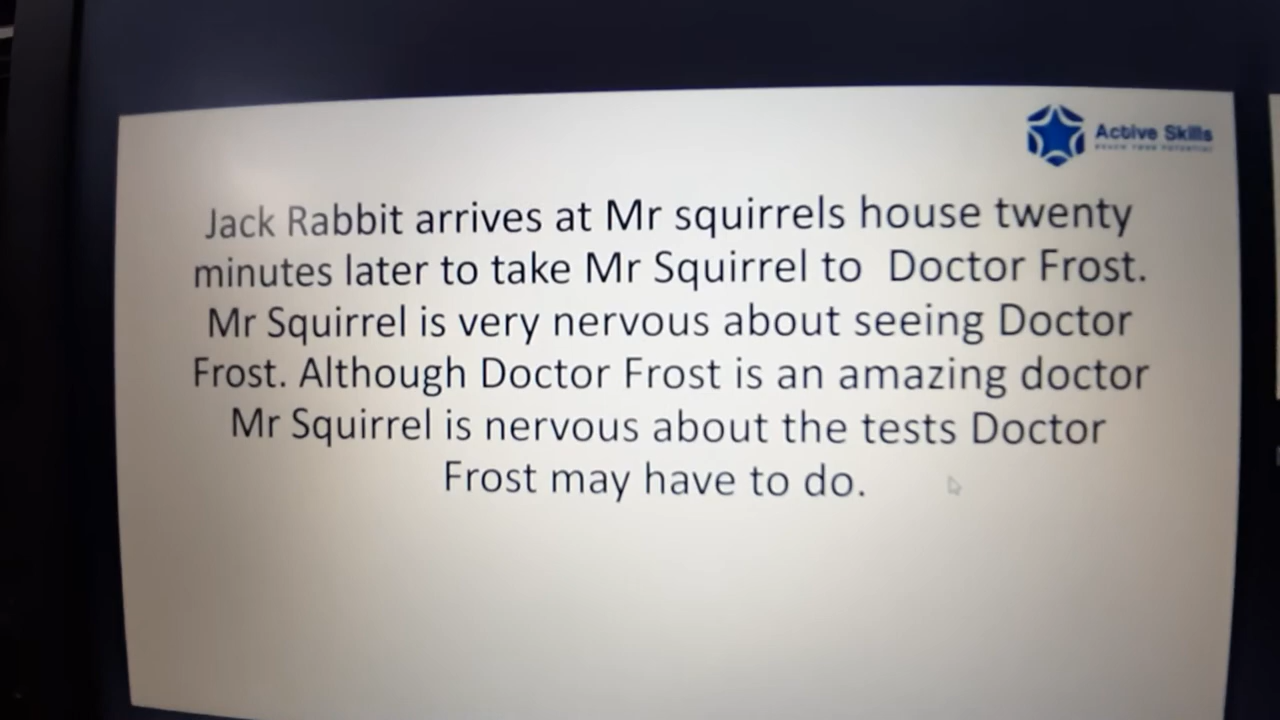 Active Skills
Jack Rabbit arrives at Mr squirrels house twenty
minutes later to take Mr Squirrel to  Doctor Frost.
Mr Squirrel is very nervous about seeing Doctor
Frost. Although Doctor Frost is an amazing doctor
Mr Squirrel is nervous about the tests Doctor
Frost may have to do.